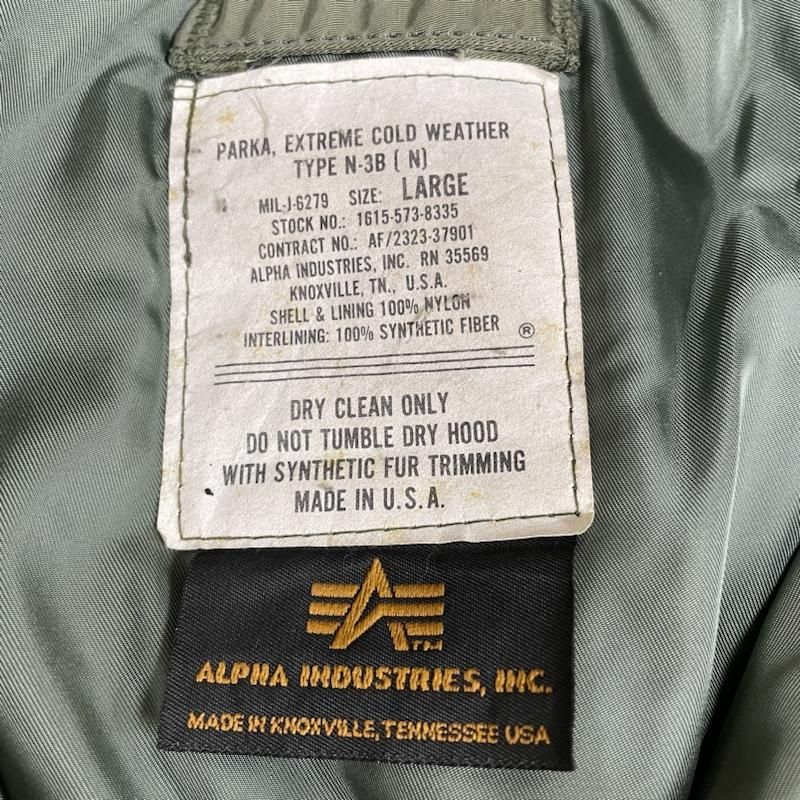 PARKA, EXTREME COLD WEATHER
TYPE N-3B ( N)
MIL-J-6279 SIZE: LARGE
STOCK NO.: 1615-573-8335
CONTRACT NO.: AF/2323-37901
ALPHA INDUSTRIES, INC. RN 35569
KNOXVILLE, TN., U.S.A.
SHELL & LINING 100% NYLON
INTERLINING: 100% SYNTHETIC FIBER ®
DRY CLEAN ONLY
DO NOT TUMBLE DRY HOOD
WITH SYNTHETIC FUR TRIMMING
MADE IN U.S.A.
TM
ALPHA INDUSTRIES, INC.
MADE IN KNOXVILLE, TENNESSEE USA